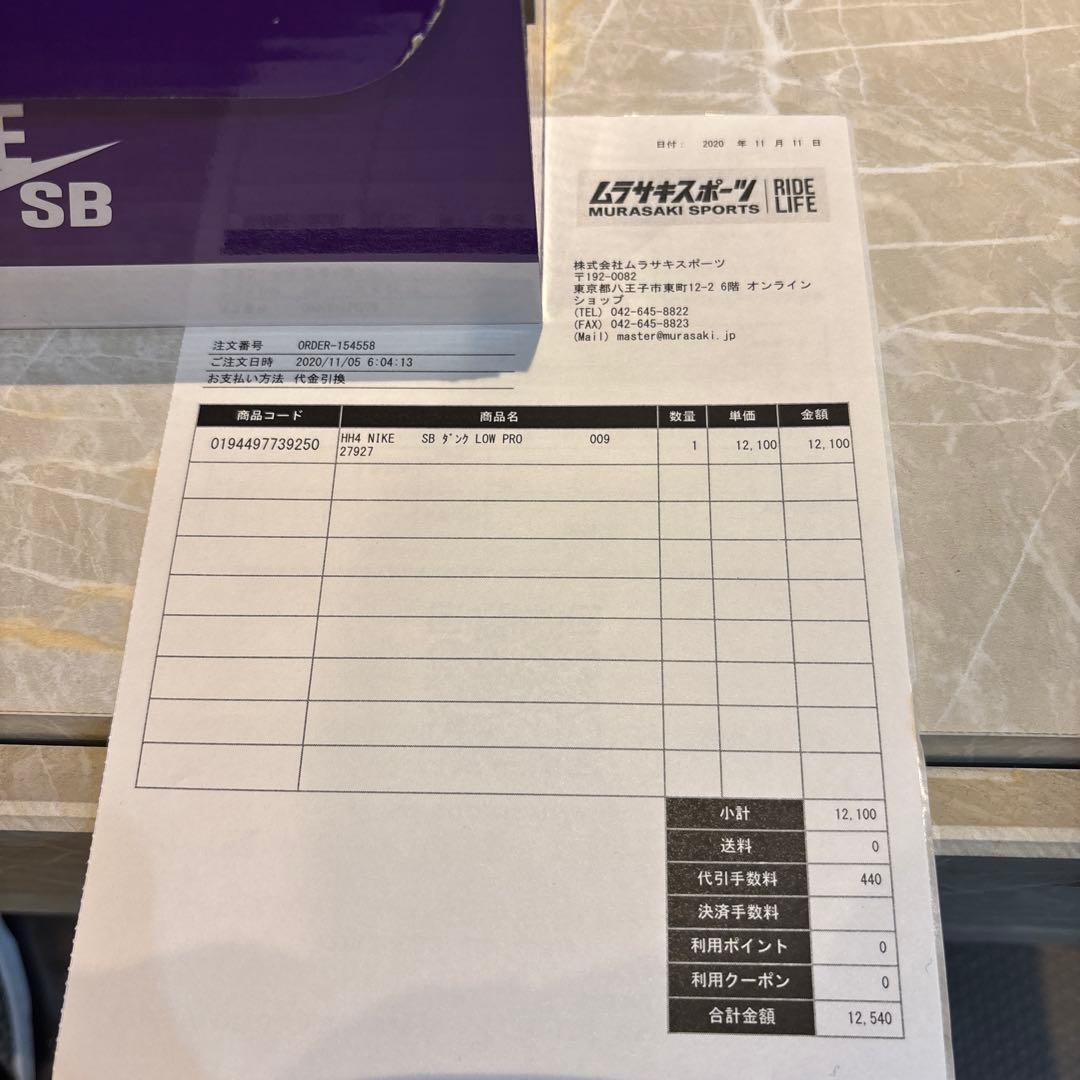 E
SB
日付: 2020 年 11 月 11 日
ムラサキスポーツ
MURASAKI SPORTS
RIDE
LIFE
株式会社ムラサキスポーツ
〒192-0082
東京都八王子市東町12-2 6階 オンライン
ショップ
(TEL) 042-645-8822
(FAX) 042-645-8823
(Mail) master@murasaki.jp
注文番号 ORDER-154558
ご注文日時 2020/11/05 6:04:13
お支払い方法 代金引換
商品コード 商品名 数量 単価 金額
0194497739250 HH4 NIKE SB ﾀﾞﾝｸ LOW PRO 009 1 12,100 12,100
27927
小計 12,100
送料 0
代引手数料 440
決済手数料
利用ポイント 0
利用クーポン 0
合計金額 12,540